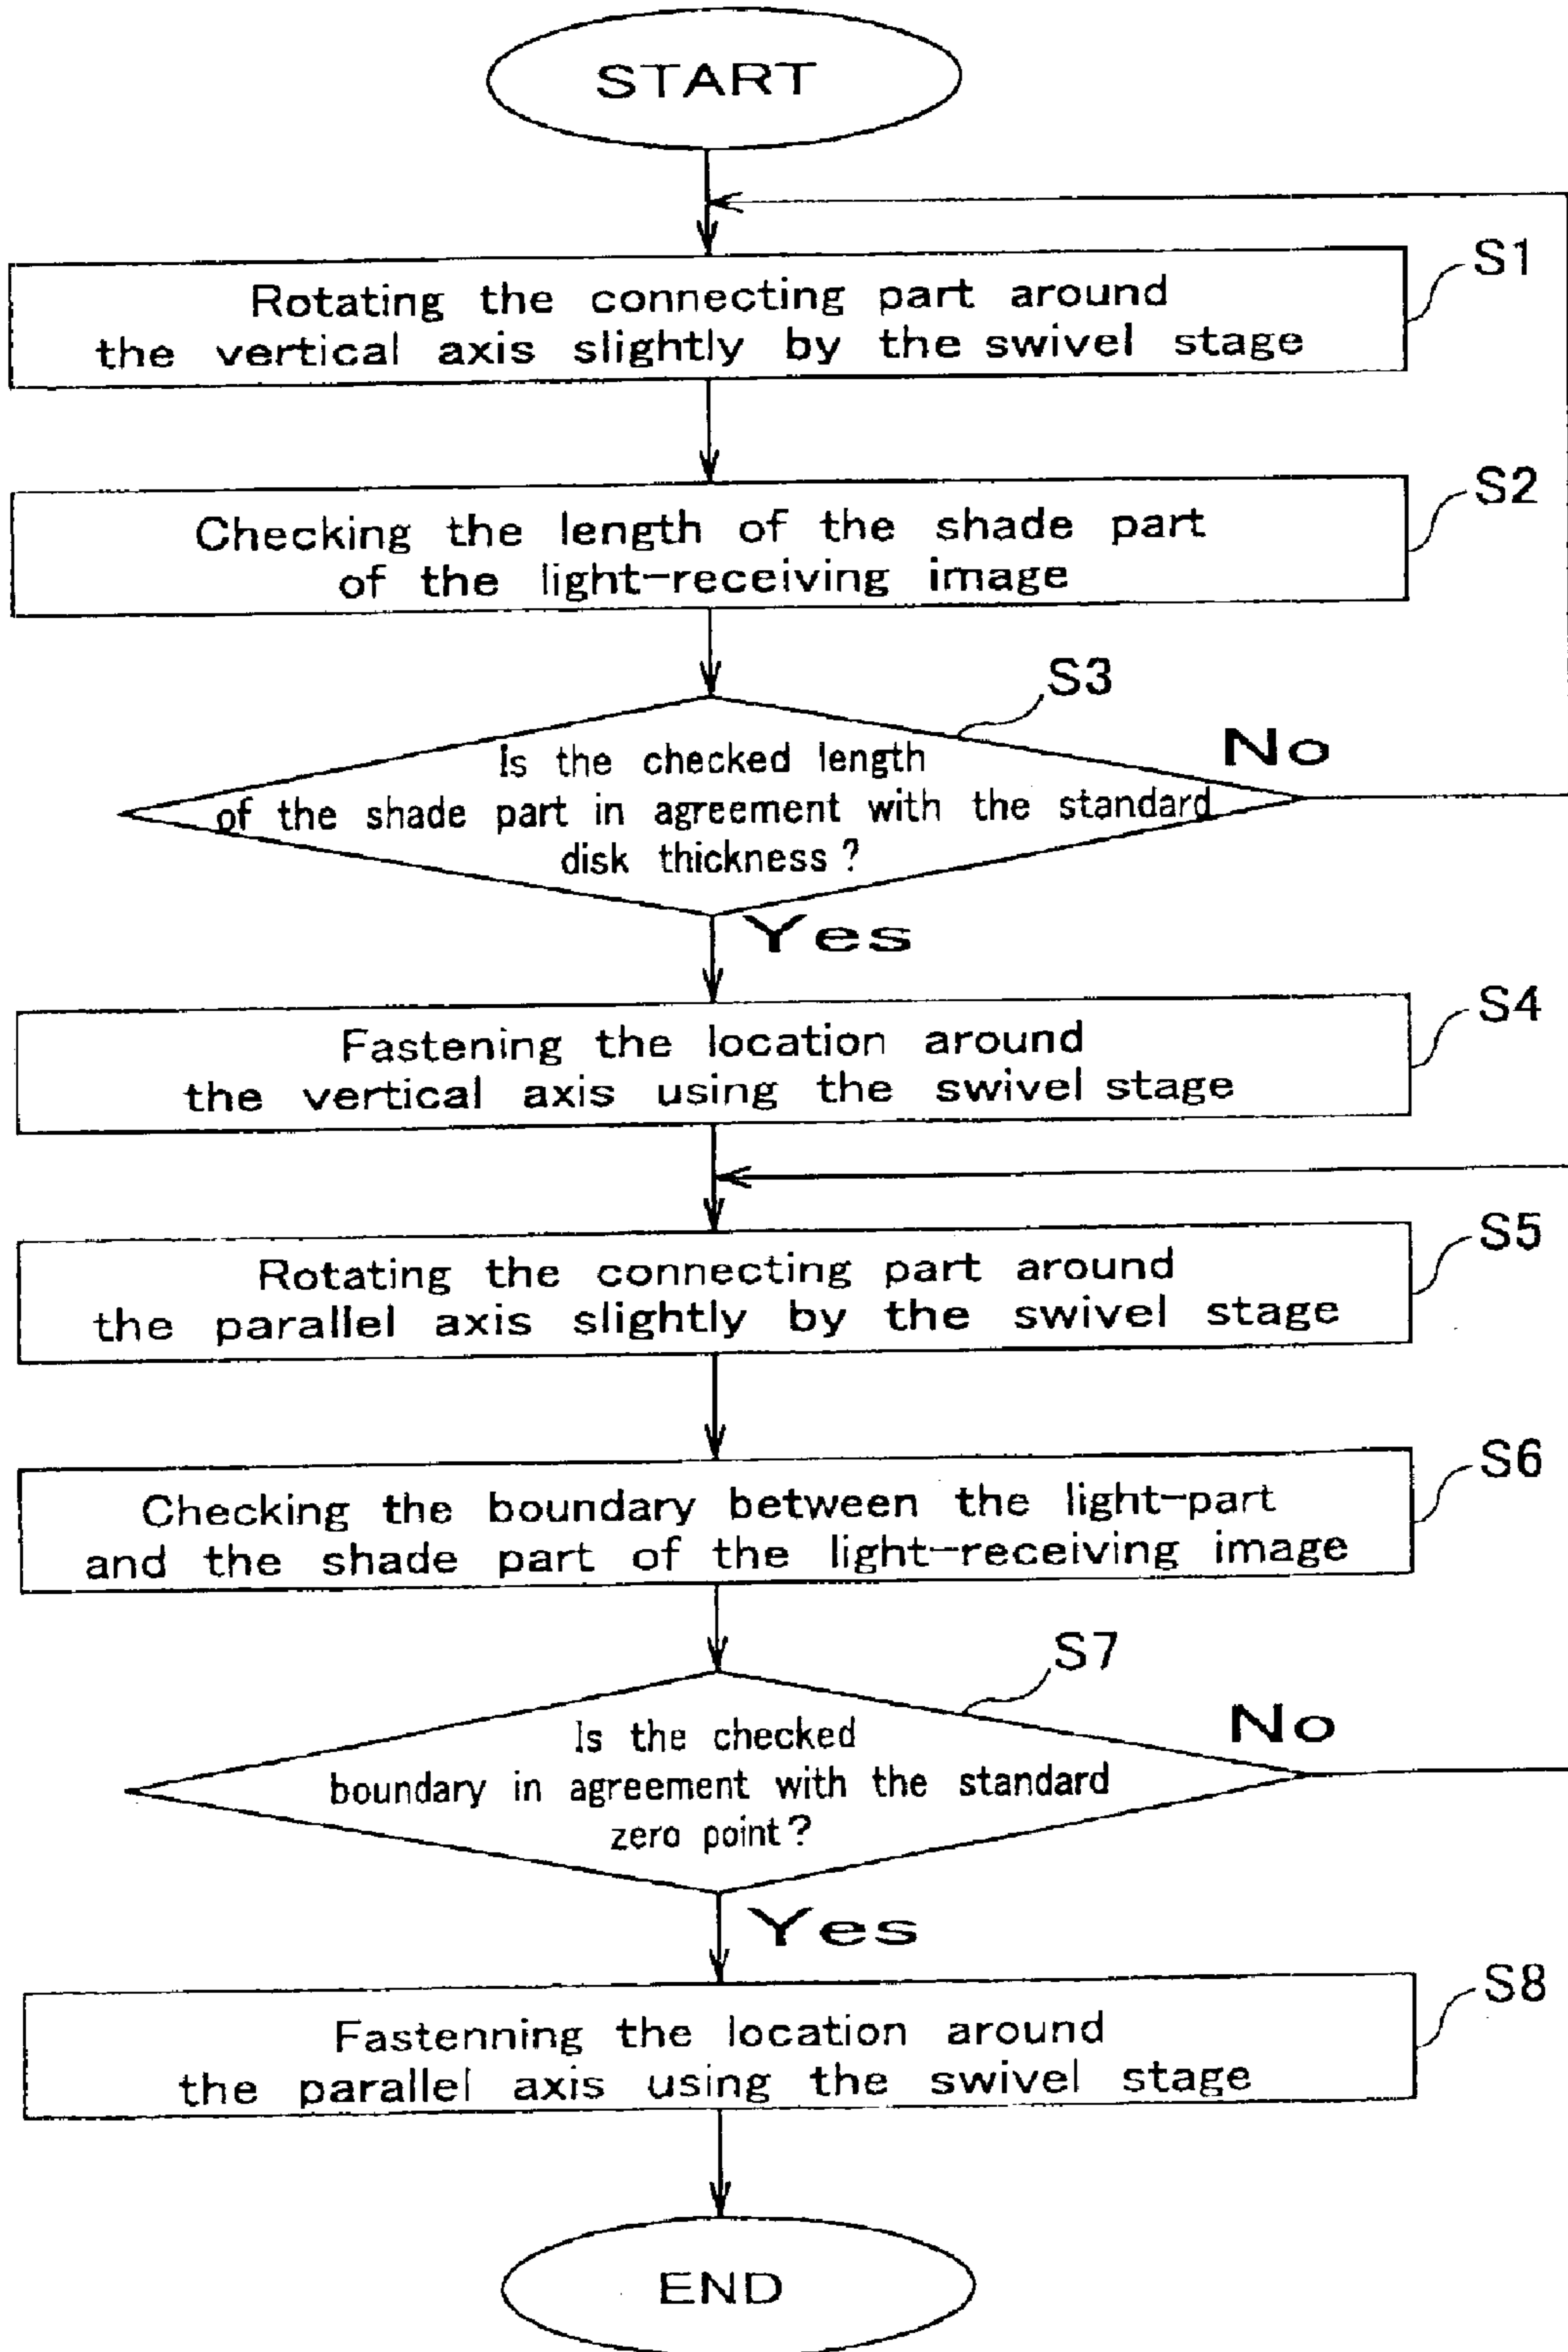 START
S1
Rotating the connecting part around
the vertical axis slightly by the swivel stage
S2
Checking the length of the shade part
of the light-receiving image
S3
Is the checked length
of the shade part in agreement with the standard
disk thickness?
No
Yes
S4
Fastening the location around
the vertical axis using the swivel stage
S5
Rotating the connecting part around
the parallel axis slightly by the swivel stage
S6
Checking the boundary between the light-part
and the shade part of the light-receiving image
S7
Is the checked
boundary in agreement with the standard
zero point?
No
Yes
S8
Fastenning the location around
the parallel axis using the swivel stage
END